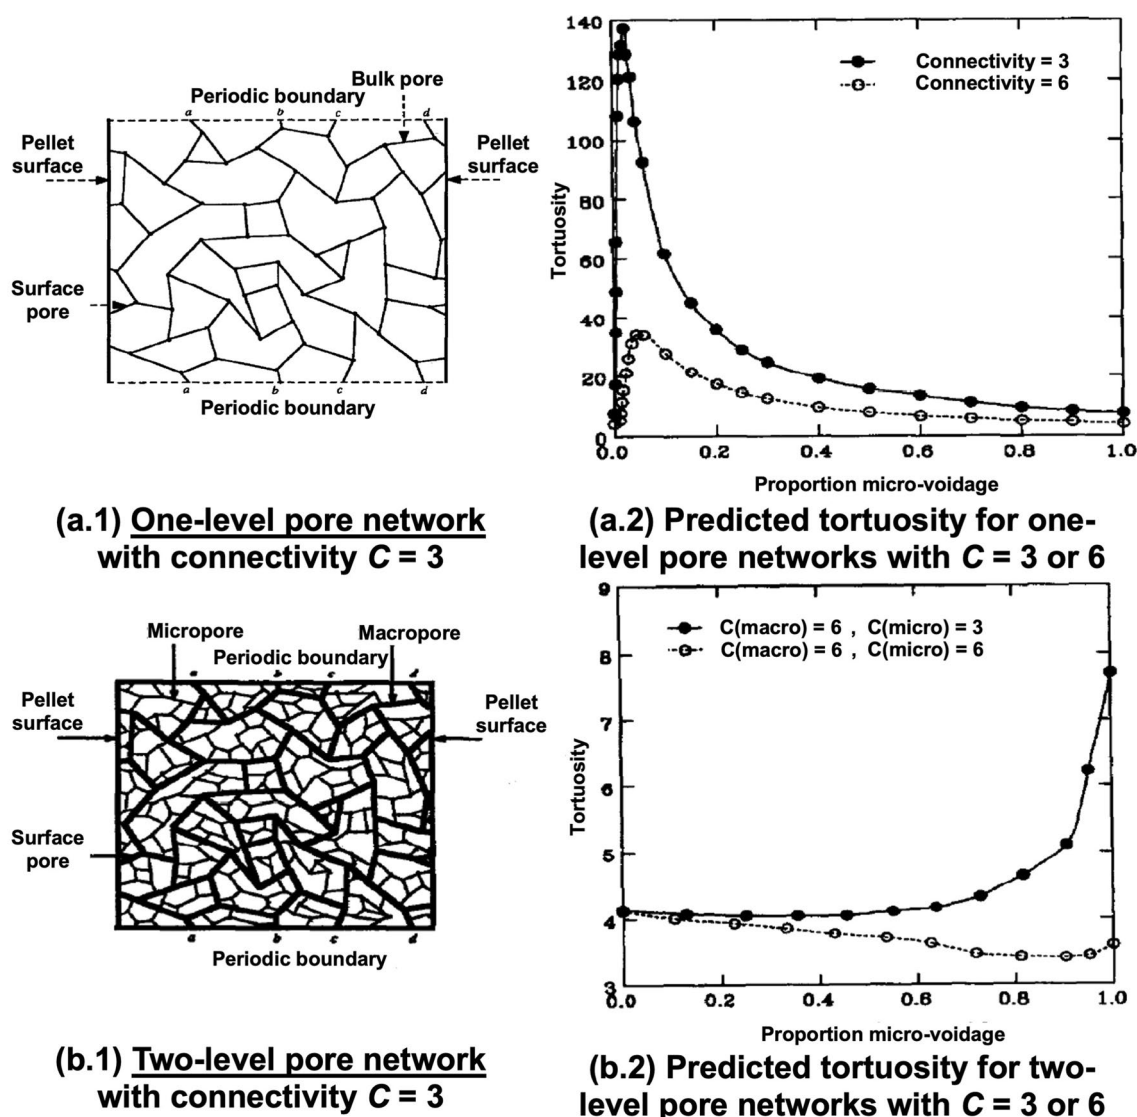 Bulk pore
Periodic boundary
a b c d
Pellet surface
Pellet surface
Surface pore
a b c d
Periodic boundary
(a.1) One-level pore network
with connectivity C = 3
140
120
100
80
60
40
20
0
Tortuosity
Connectivity = 3
Connectivity = 6
0.0 0.2 0.4 0.6 0.8 1.0
Proportion micro-voidage
(a.2) Predicted tortuosity for one-
level pore networks with C = 3 or 6
Micropore Macropore
Periodic boundary
a b c d
Pellet surface
Pellet surface
Surface pore
a b c d
Periodic boundary
(b.1) Two-level pore network
with connectivity C = 3
9
8
7
6
5
4
3
Tortuosity
C(macro) = 6 , C(micro) = 3
C(macro) = 6 , C(micro) = 6
0.0 0.2 0.4 0.6 0.8 1.0
Proportion micro-voidage
(b.2) Predicted tortuosity for two-
level pore networks with C = 3 or 6